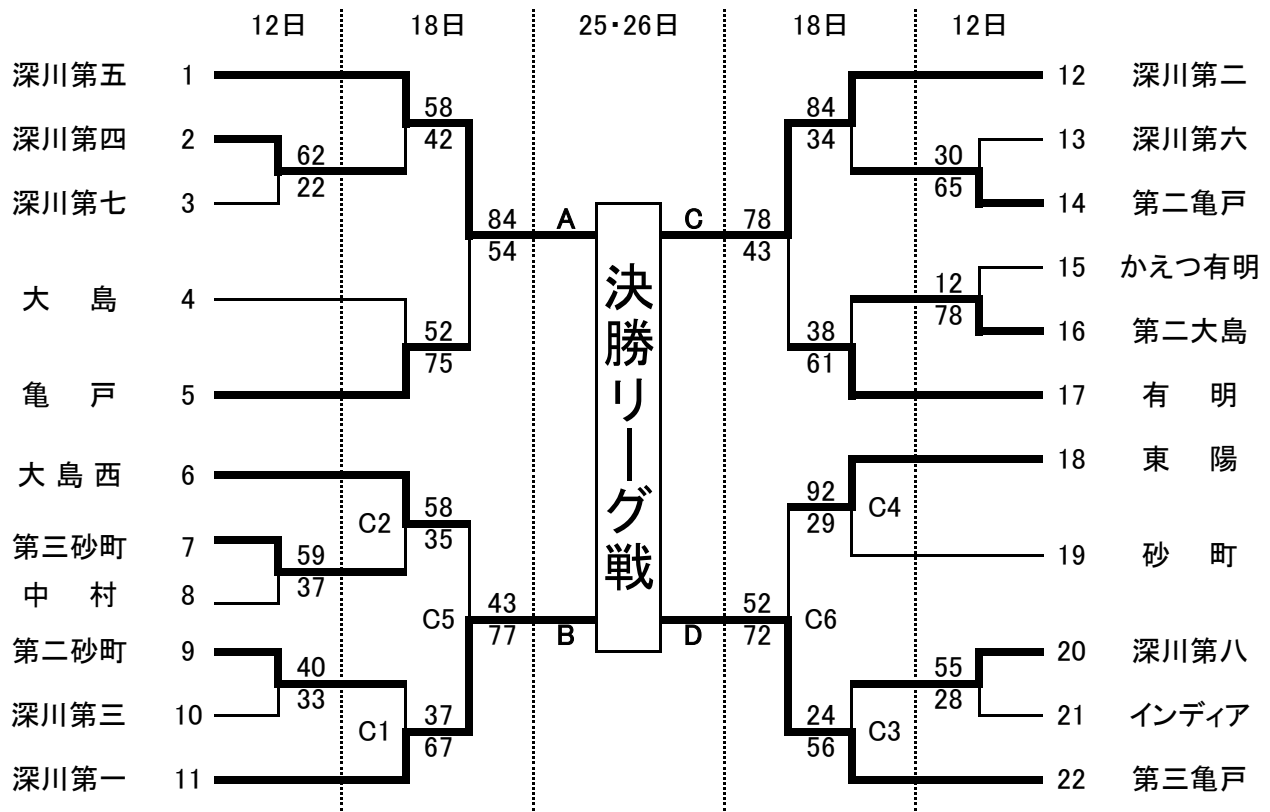 12日 18日 25・26日 18日 12日
深川第五 1 12 深川第二
58 84
42 34
深川第四 2 13 深川第六
62 30
22 65
深川第七 3 14 第二亀戸
84 A C 78
54 43
15 かえつ有明
大 島 4 12
78
52 38 16 第二大島
75 61
亀 戸 5 17 有 明
決勝リーグ戦
大島西 6 18 東 陽
58 92
C2 35 29 C4
第三砂町 7 19 砂 町
59
37
中 村 8
43 52
C5 77 B D 72 C6
第二砂町 9 20 深川第八
40 55
33 28
深川第三 10 21 インディア
37 24
C1 67 56 C3
深川第一 11 22 第三亀戸